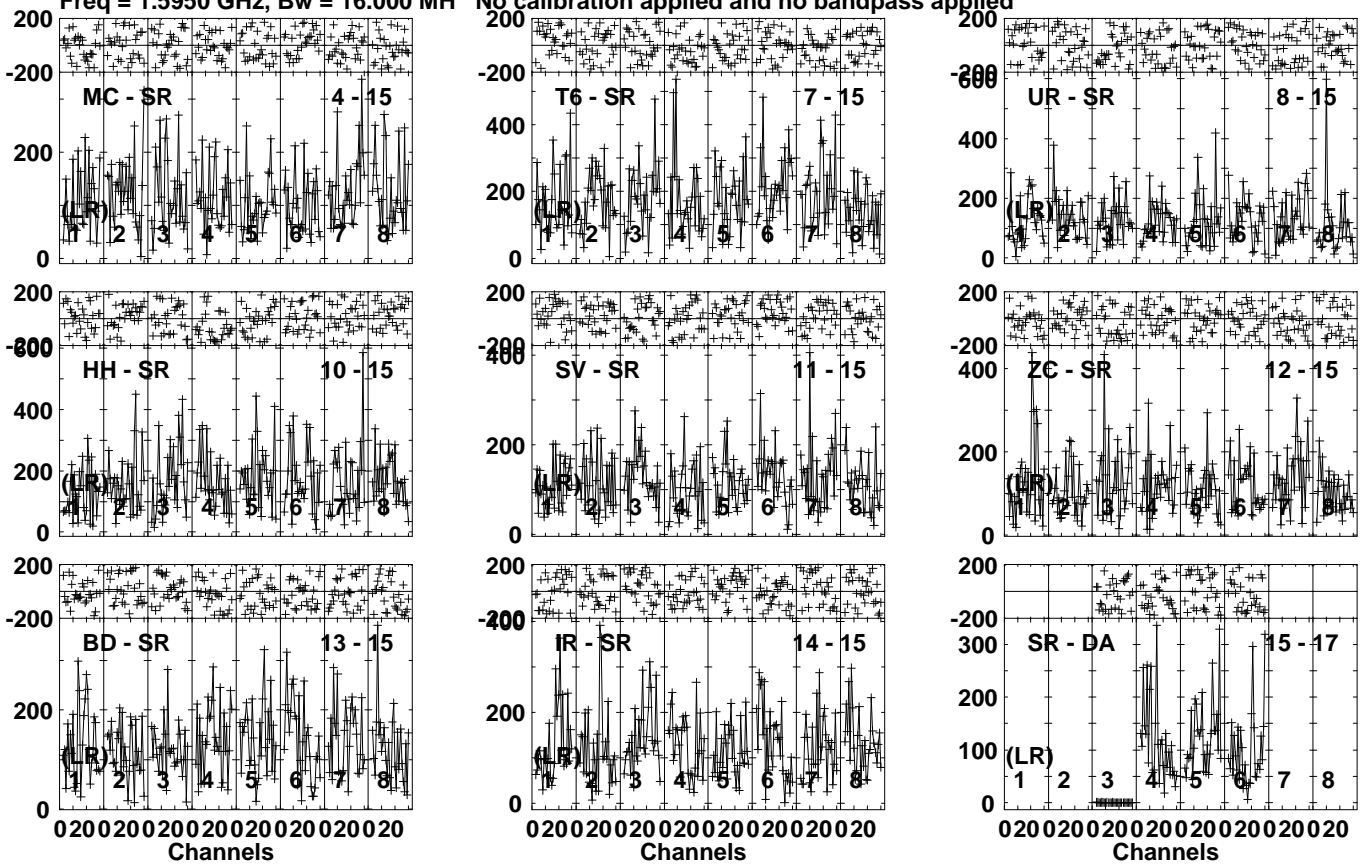 Freq = 1.5950 GHz, Bw = 16.000 MH No calibration applied and no bandpass applied
200 200 200
-200 -200 -200
600
MC - SR 4 - 15 T6 - SR 7 - 15 UR - SR 8 - 15
400 400
200 200 200
(LR) (LR) (LR)
1 2 3 4 5 6 7 8 1 2 3 4 5 6 7 8 1 2 3 4 5 6 7 8
0 0 0
200 200 200
-200 -200 -200
600 400
HH - SR 10 - 15 SV - SR 11 - 15 ZC - SR 12 - 15
400 400
200 200 200
(LR) (LR) (LR)
1 2 3 4 5 6 7 8 1 2 3 4 5 6 7 8 1 2 3 4 5 6 7 8
0 0 0
200 200 200
-200 -200 -200
400
BD - SR 13 - 15 IR - SR 14 - 15 SR - DA 15 - 17
300
200 200 200
100
(LR) (LR) (LR)
1 2 3 4 5 6 7 8 1 2 3 4 5 6 7 8 1 2 3 4 5 6 7 8
0 0 0
0 20 0 20 0 20 0 20 0 20 0 20 0 20 0 20 0 20 0 20 0 20 0 20 0 20 0 20 0 20 0 20 0 20 0 20 0 20 0 20 0 20 0 20 0 20 0 20
Channels Channels Channels